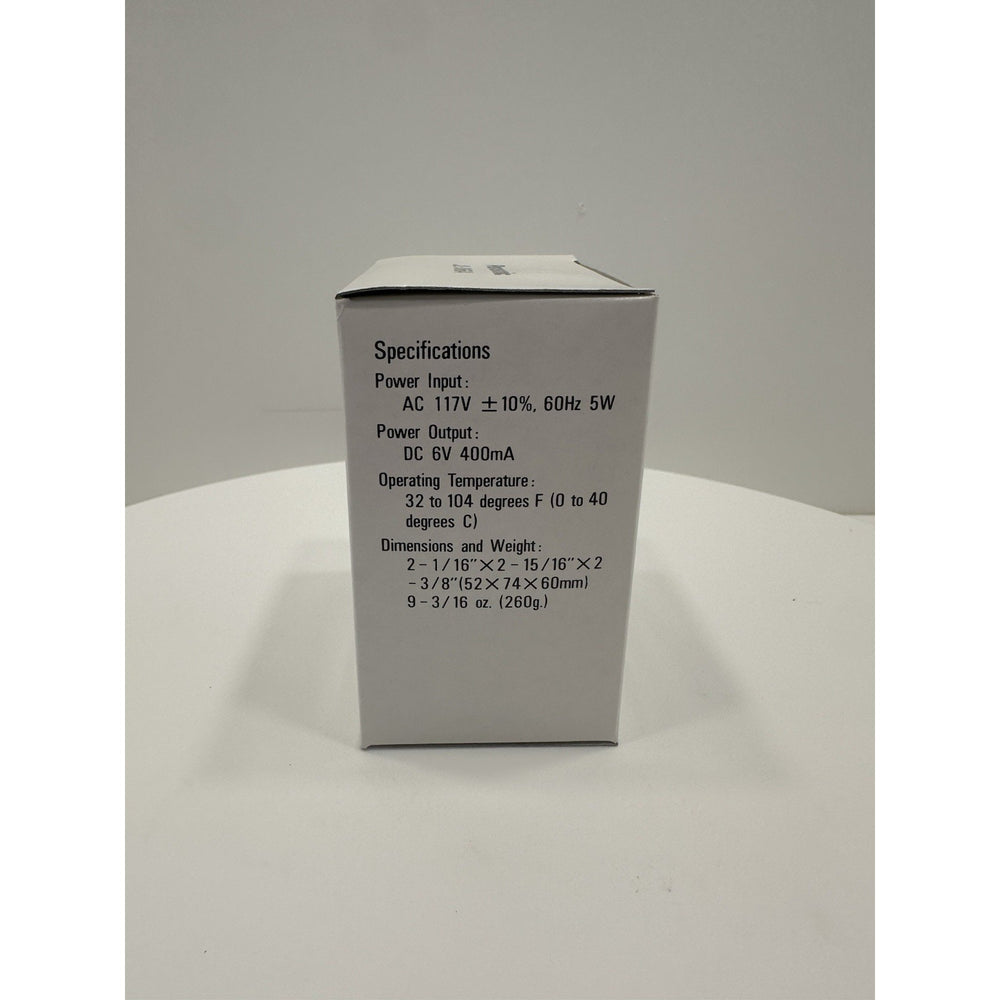 Specifications
Power Input:
AC 117V ±10%, 60Hz 5W
Power Output:
DC 6V 400mA
Operating Temperature:
32 to 104 degrees F (0 to 40
degrees C)
Dimensions and Weight:
2-1/16"×2-15/16"×2
-3/8"(52×74×60mm)
9-3/16 oz. (260g.)